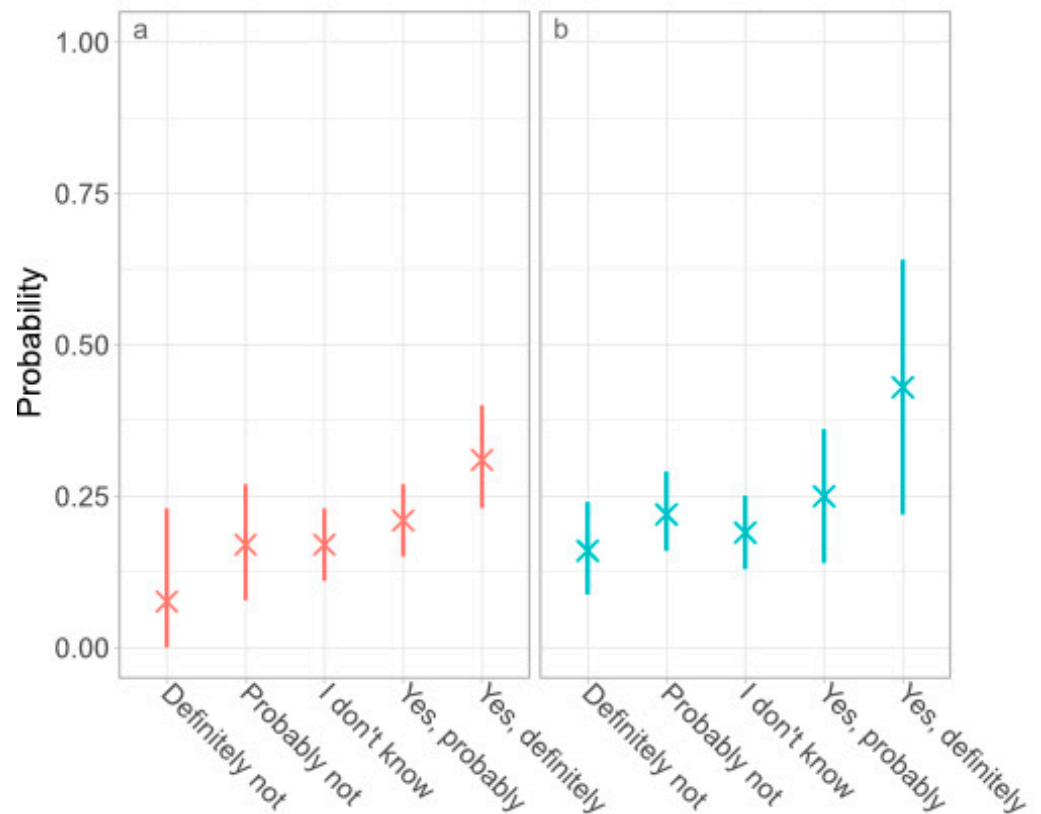 a
b
1.00
0.75
0.50
0.25
0.00
Probability
Definitely not
Probably not
I don't know
Yes, probably
Yes, definitely
Definitely not
Probably not
I don't know
Yes, probably
Yes, definitely